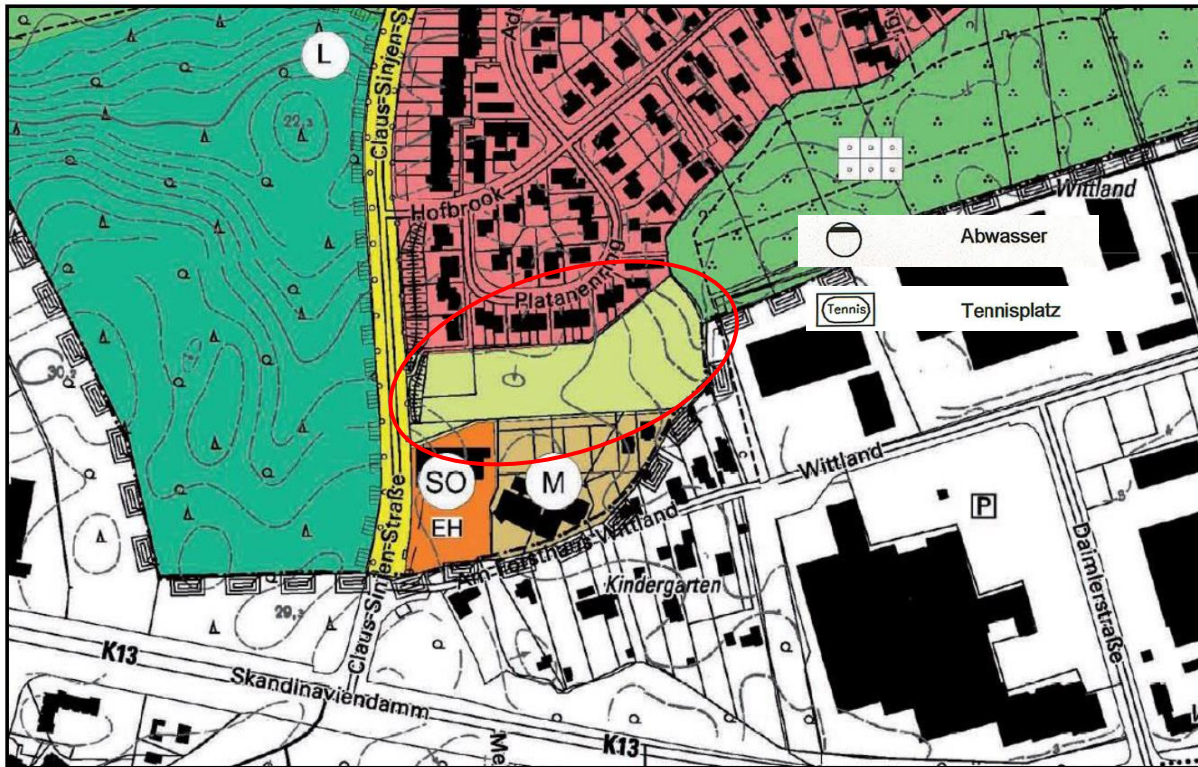 L
22,3
Claus=Sinjen=S
Hofbrook
Platanenring
Wittland
Abwasser
Tennis
Tennisplatz
30,2
SO
M
EH
Wittland
P
Am-Forsthaus-Wittland
Kindergarten
Claus=Sinjen=Straße
Daimlerstraße
29,3
K13
Skandinaviendamm
K13
Me